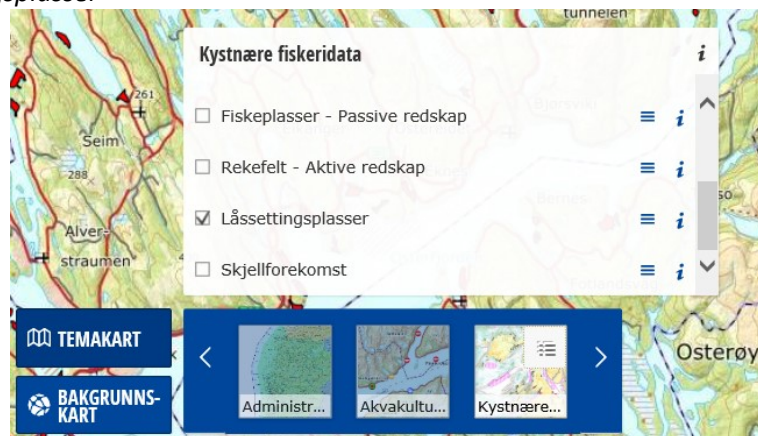 tunnelen
Kystnære fiskeridata i
261
Fiskeplasser - Passive redskap i
Seim
Rekefelt - Aktive redskap i
288
Låssettingsplasser i
Alver-
straumen
Skjellforekomst i
TEMAKART
Osterøy
BAKGRUNNS-
KART
Administr... Akvakultu... Kystnære...